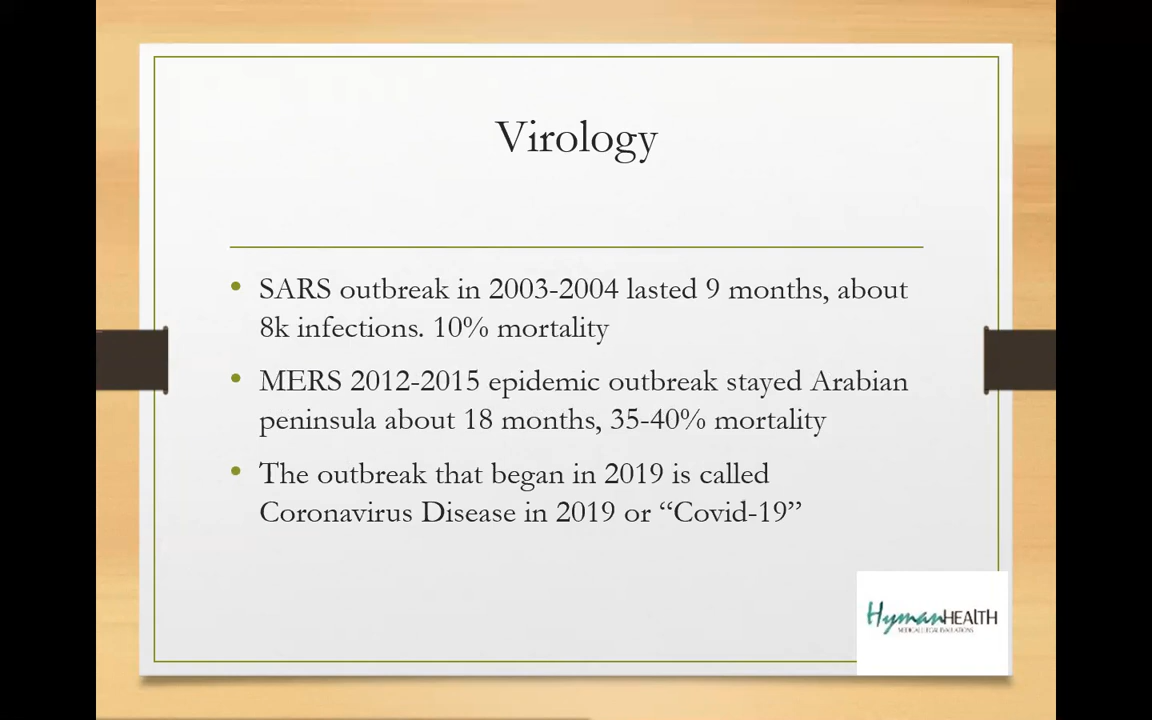 Virology
• SARS outbreak in 2003-2004 lasted 9 months, about
8k infections. 10% mortality
• MERS 2012-2015 epidemic outbreak stayed Arabian
peninsula about 18 months, 35-40% mortality
• The outbreak that began in 2019 is called
Coronavirus Disease in 2019 or “Covid-19”
HymanHEALTH